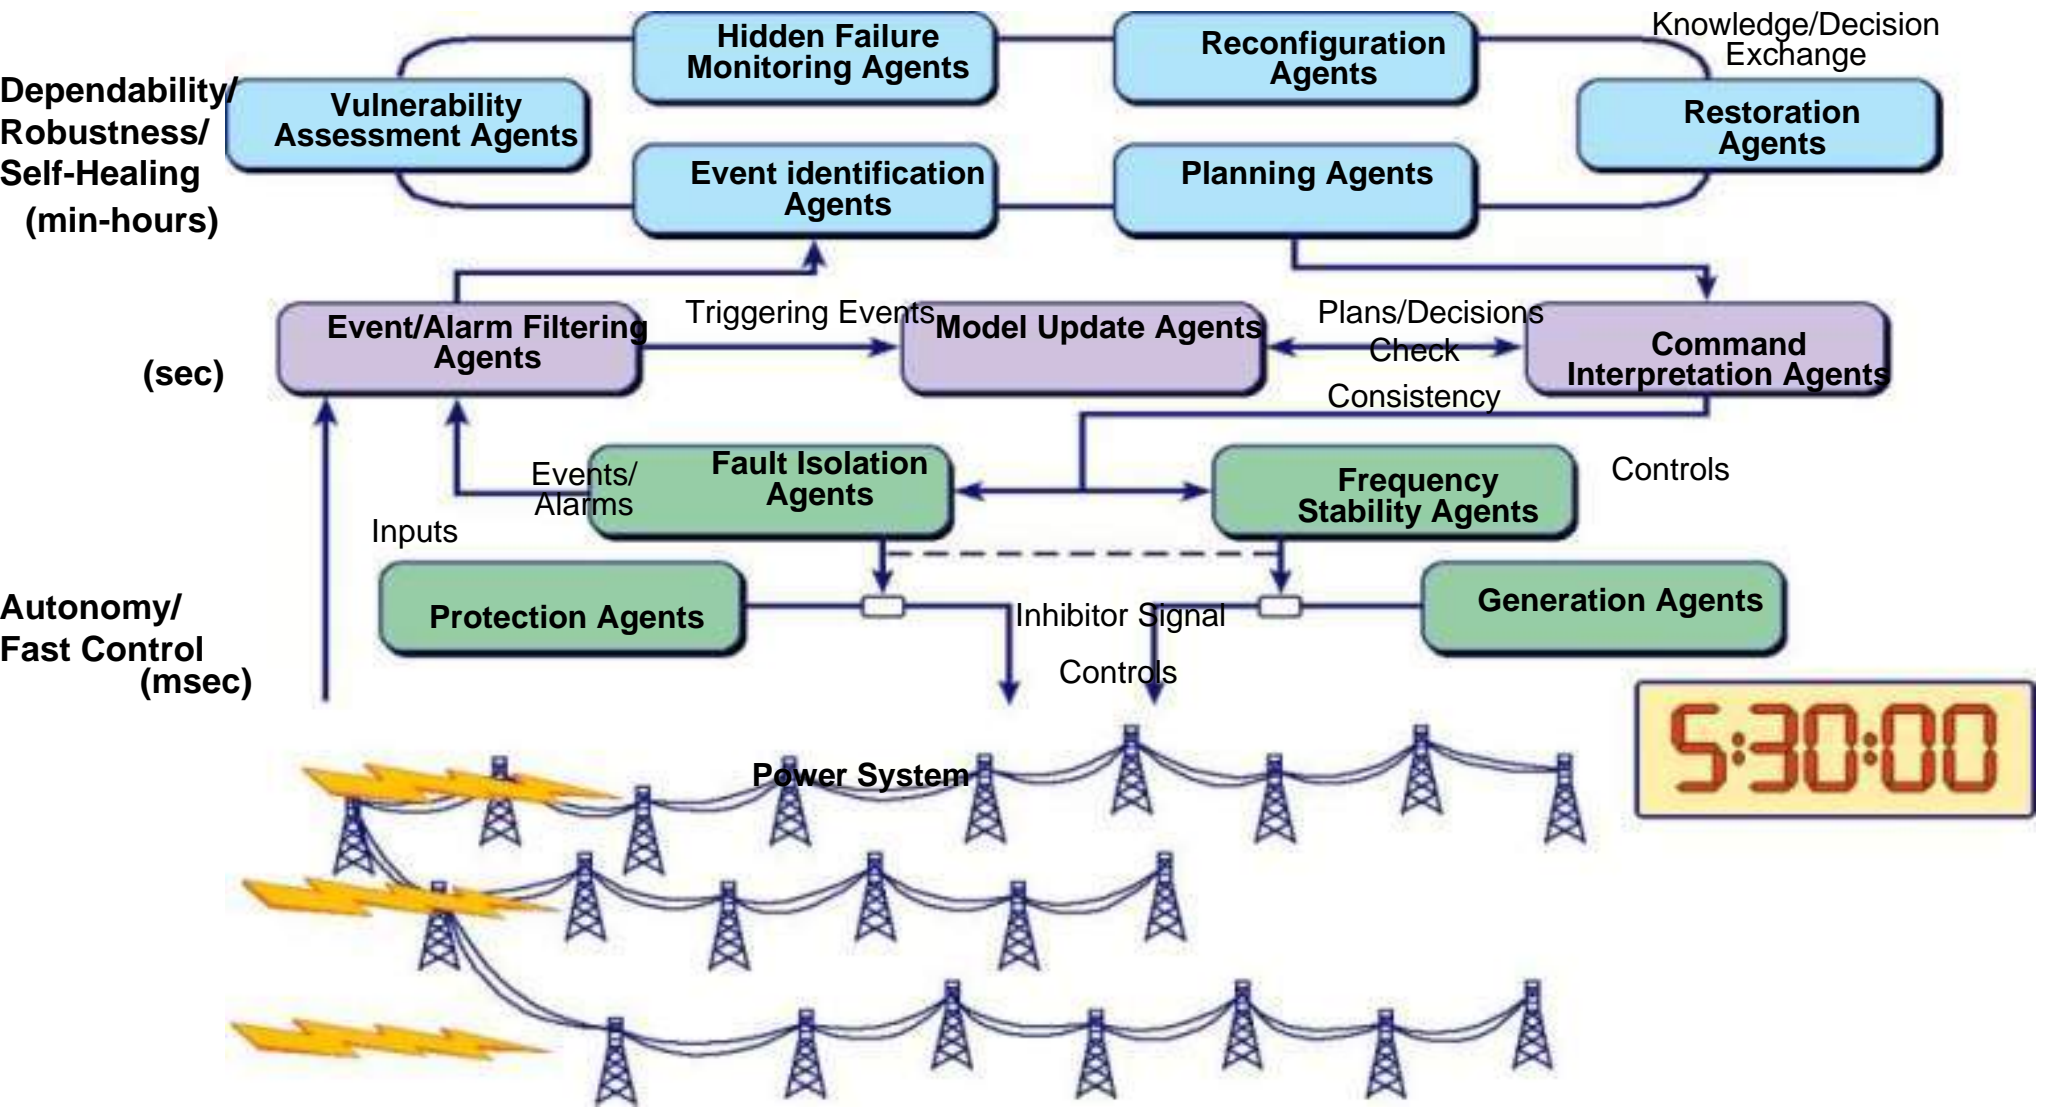 Knowledge/Decision
Exchange
Hidden Failure
Monitoring Agents
Reconfiguration
Agents
Dependability/
Robustness/
Self-Healing
(min-hours)
Vulnerability
Assessment Agents
Restoration
Agents
Event identification
Agents
Planning Agents
(sec)
Event/Alarm Filtering
Agents
Triggering Events
Model Update Agents
Plans/Decisions
Check
Consistency
Command
Interpretation Agents
Events/
Alarms
Fault Isolation
Agents
Frequency
Stability Agents
Controls
Inputs
Autonomy/
Fast Control
(msec)
Protection Agents
Inhibitor Signal
Controls
Generation Agents
Power System
5:30:00